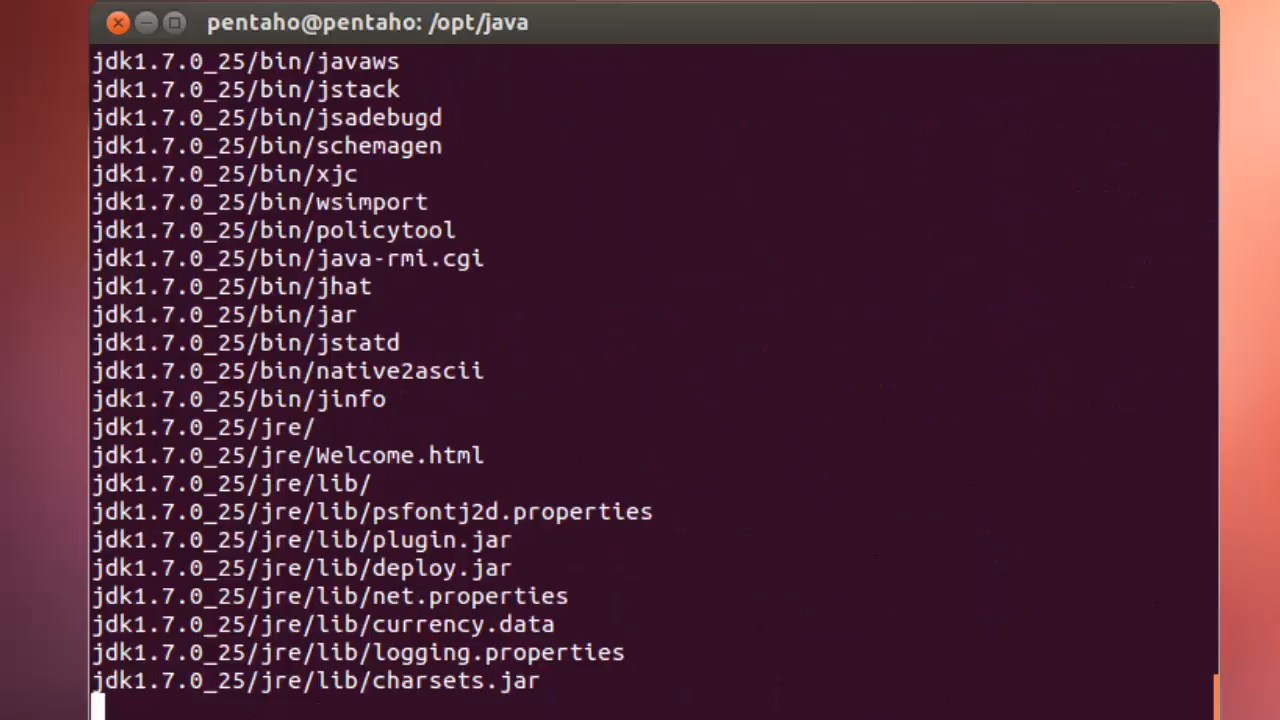 pentaho@pentaho: /opt/java
jdk1.7.0_25/bin/javaws
jdk1.7.0_25/bin/jstack
jdk1.7.0_25/bin/jsadebugd
jdk1.7.0_25/bin/schemagen
jdk1.7.0_25/bin/xjc
jdk1.7.0_25/bin/wsimport
jdk1.7.0_25/bin/policytool
jdk1.7.0_25/bin/java-rmi.cgi
jdk1.7.0_25/bin/jhat
jdk1.7.0_25/bin/jar
jdk1.7.0_25/bin/jstatd
jdk1.7.0_25/bin/native2ascii
jdk1.7.0_25/bin/jinfo
jdk1.7.0_25/jre/
jdk1.7.0_25/jre/Welcome.html
jdk1.7.0_25/jre/lib/
jdk1.7.0_25/jre/lib/psfontj2d.properties
jdk1.7.0_25/jre/lib/plugin.jar
jdk1.7.0_25/jre/lib/deploy.jar
jdk1.7.0_25/jre/lib/net.properties
jdk1.7.0_25/jre/lib/currency.data
jdk1.7.0_25/jre/lib/logging.properties
jdk1.7.0_25/jre/lib/charsets.jar